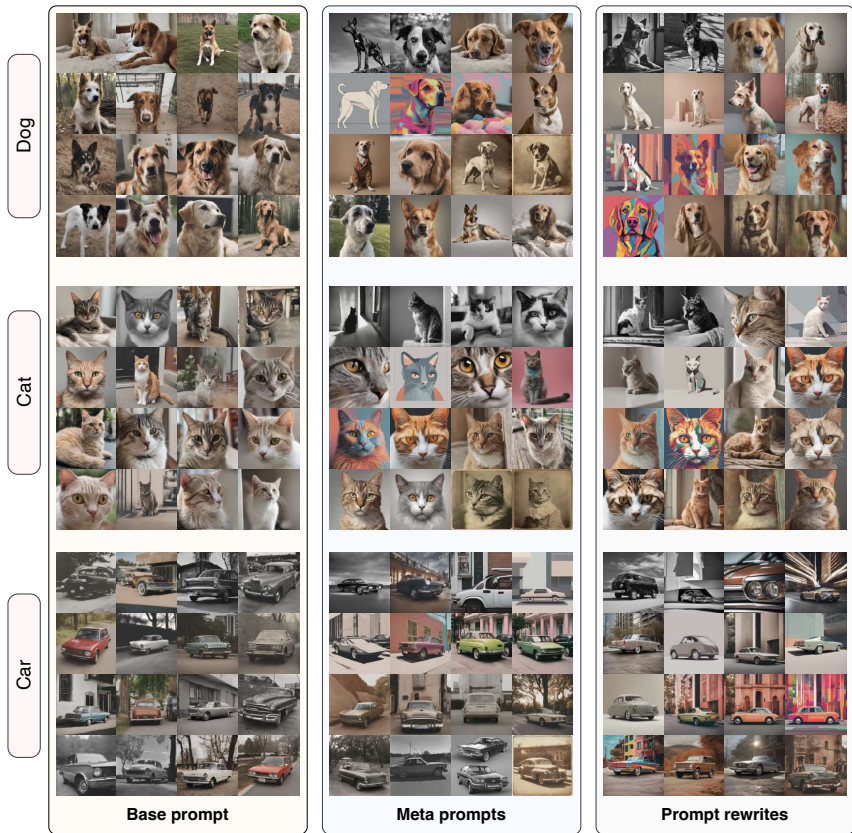 Dog
Cat
Car
Base prompt
Meta prompts
Prompt rewrites